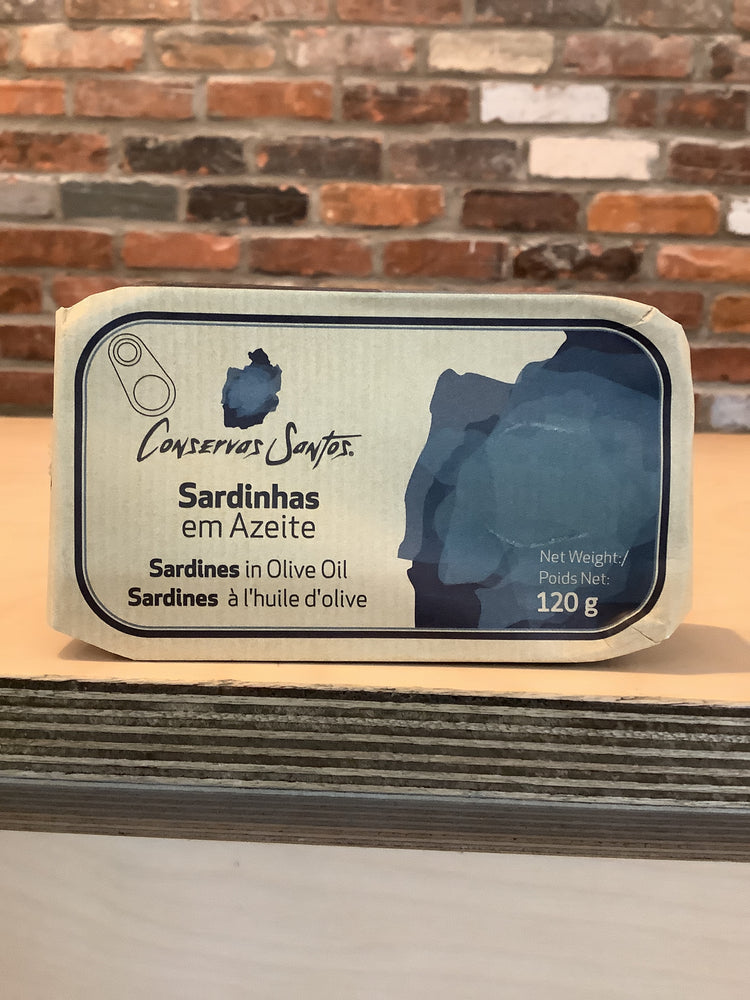 Conservas Santos.
Sardinhas
em Azeite
Sardines in Olive Oil
Sardines à l'huile d'olive
Net Weight:/
Poids Net:
120 g